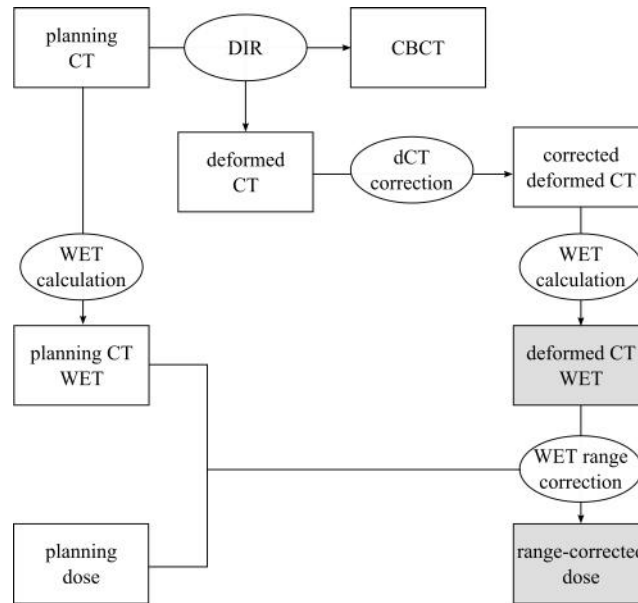 planning
CT
DIR
CBCT
deformed
CT
dCT
correction
corrected
deformed CT
WET
calculation
WET
calculation
planning CT
WET
deformed CT
WET
WET range
correction
planning
dose
range-corrected
dose